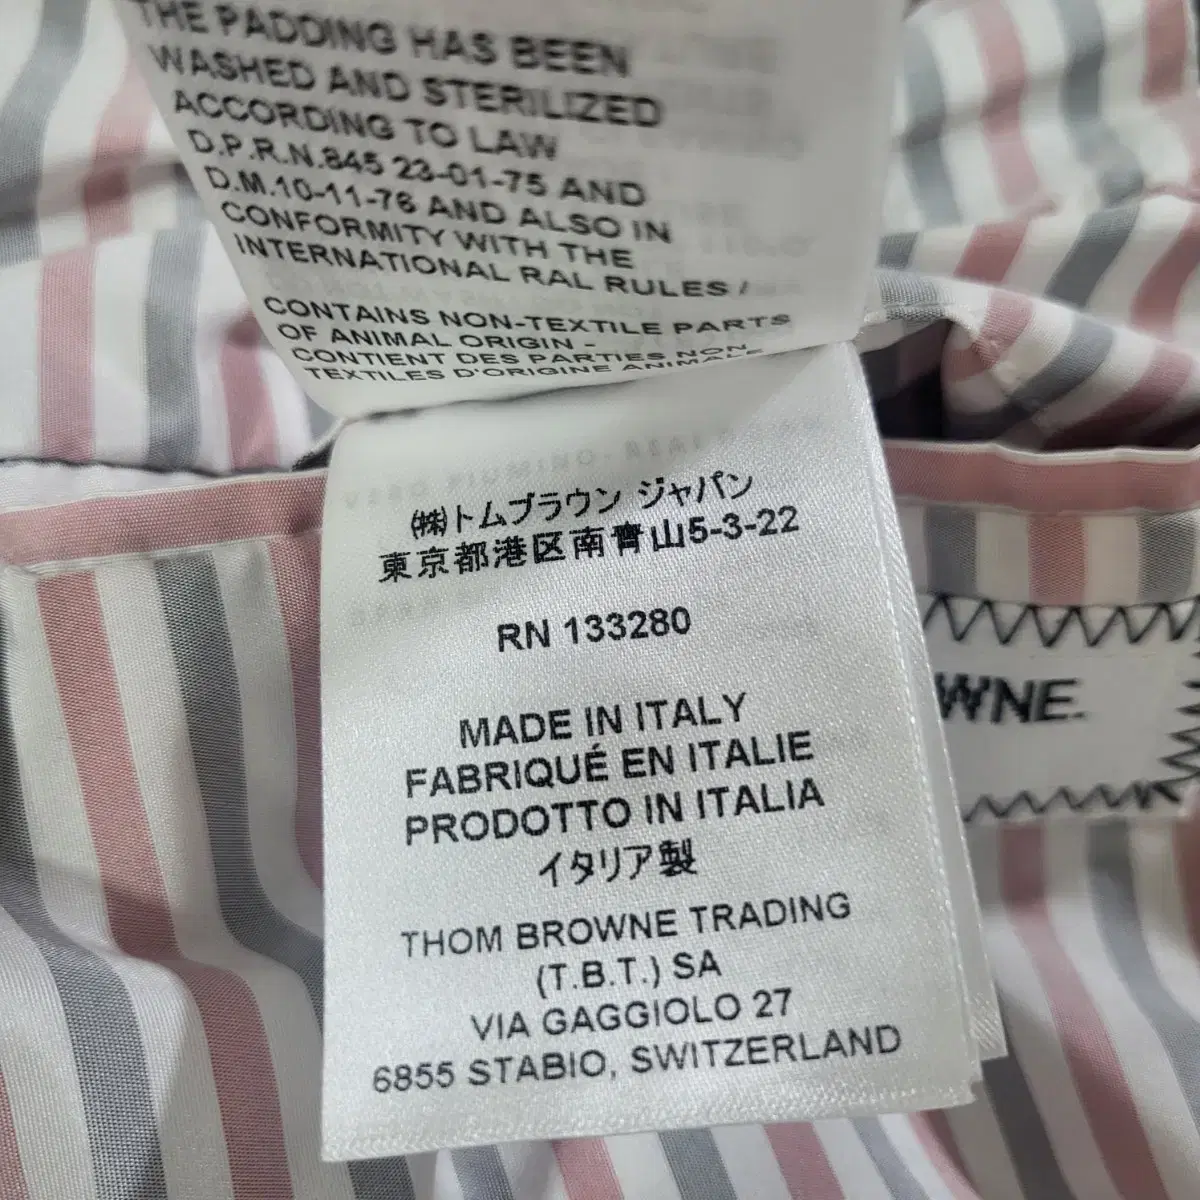 THE PADDING HAS BEEN
WASHED AND STERILIZED
ACCORDING TO LAW
D.P.R.N.845 23-01-75 AND
D.M.10-11-76 AND ALSO IN
CONFORMITY WITH THE
INTERNATIONAL RAL RULES /
CONTAINS NON-TEXTILE PARTS
OF ANIMAL ORIGIN -
CONTIENT DES PARTIES NON
TEXTILES D'ORIGINE ANIMALE
㈱トムブラウン ジャパン
東京都港区南青山5-3-22
RN 133280
MADE IN ITALY
FABRIQUÉ EN ITALIE
PRODOTTO IN ITALIA
イタリア製
THOM BROWNE TRADING
(T.B.T.) SA
VIA GAGGIOLO 27
6855 STABIO, SWITZERLAND
OWNE.